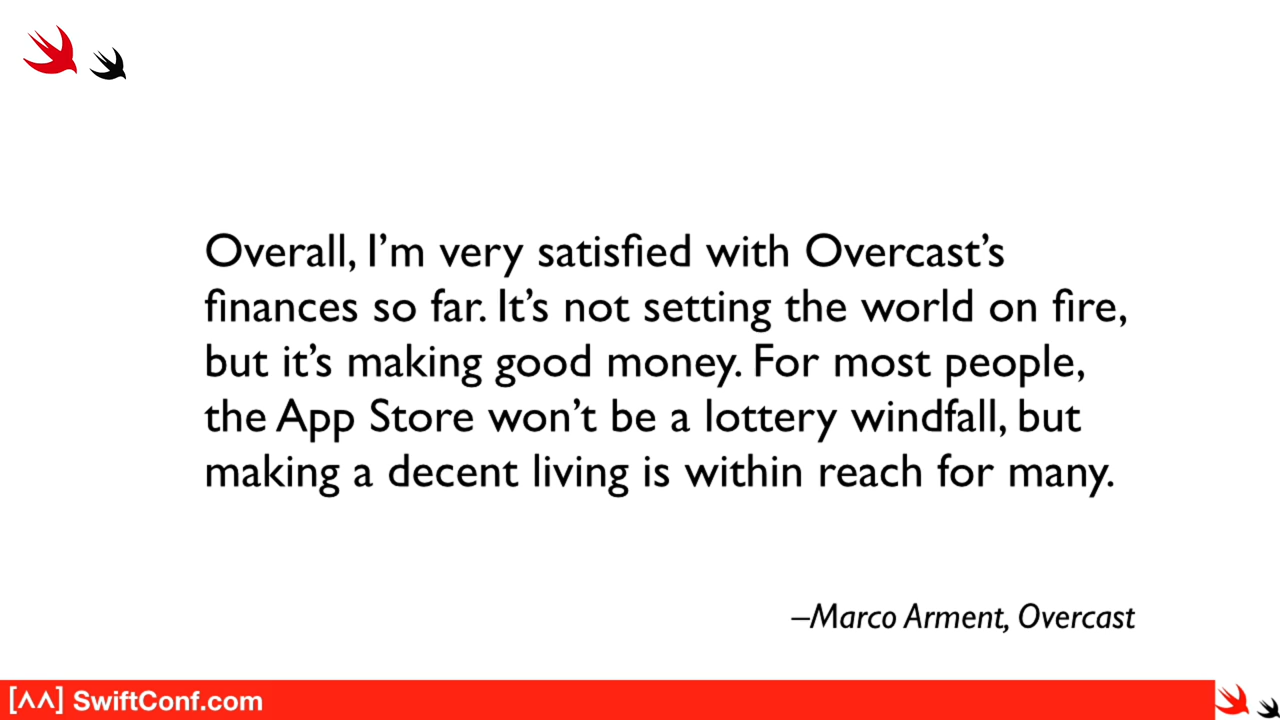 Overall, I’m very satisfied with Overcast’s
finances so far. It’s not setting the world on fire,
but it’s making good money. For most people,
the App Store won’t be a lottery windfall, but
making a decent living is within reach for many.
–Marco Arment, Overcast
[^^] SwiftConf.com